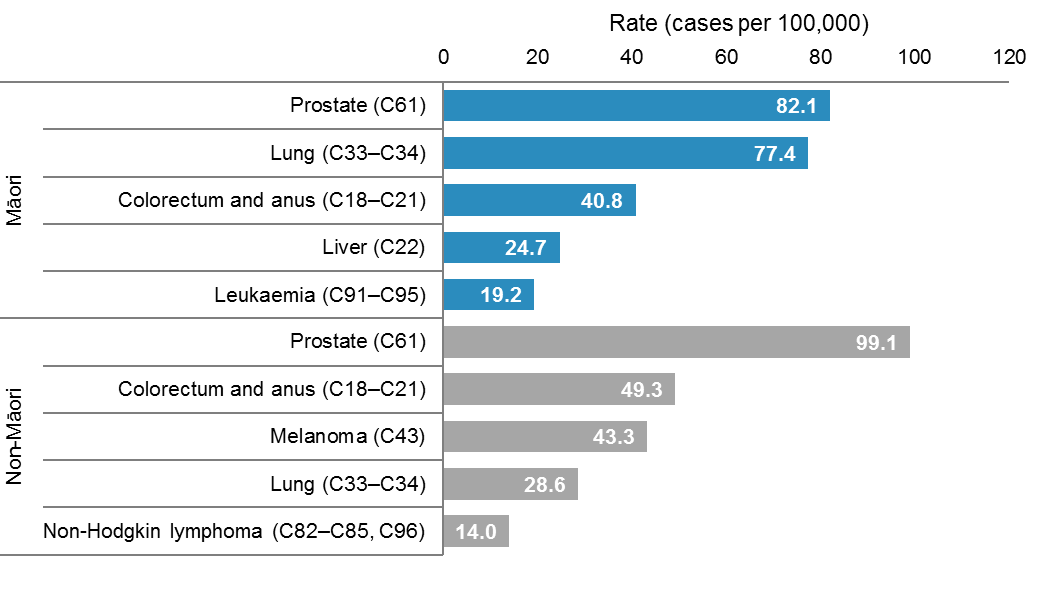 Rate (cases per 100,000)
0 20 40 60 80 100 120
Māori
Prostate (C61) 82.1
Lung (C33–C34) 77.4
Colorectum and anus (C18–C21) 40.8
Liver (C22) 24.7
Leukaemia (C91–C95) 19.2
Non-Māori
Prostate (C61) 99.1
Colorectum and anus (C18–C21) 49.3
Melanoma (C43) 43.3
Lung (C33–C34) 28.6
Non-Hodgkin lymphoma (C82–C85, C96) 14.0